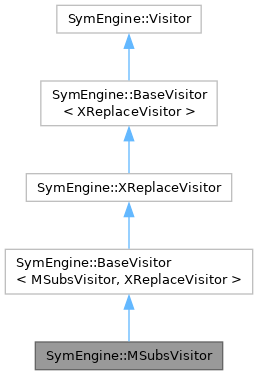 SymEngine::Visitor
SymEngine::BaseVisitor
< XReplaceVisitor >
SymEngine::XReplaceVisitor
SymEngine::BaseVisitor
< MSubsVisitor, XReplaceVisitor >
SymEngine::MSubsVisitor